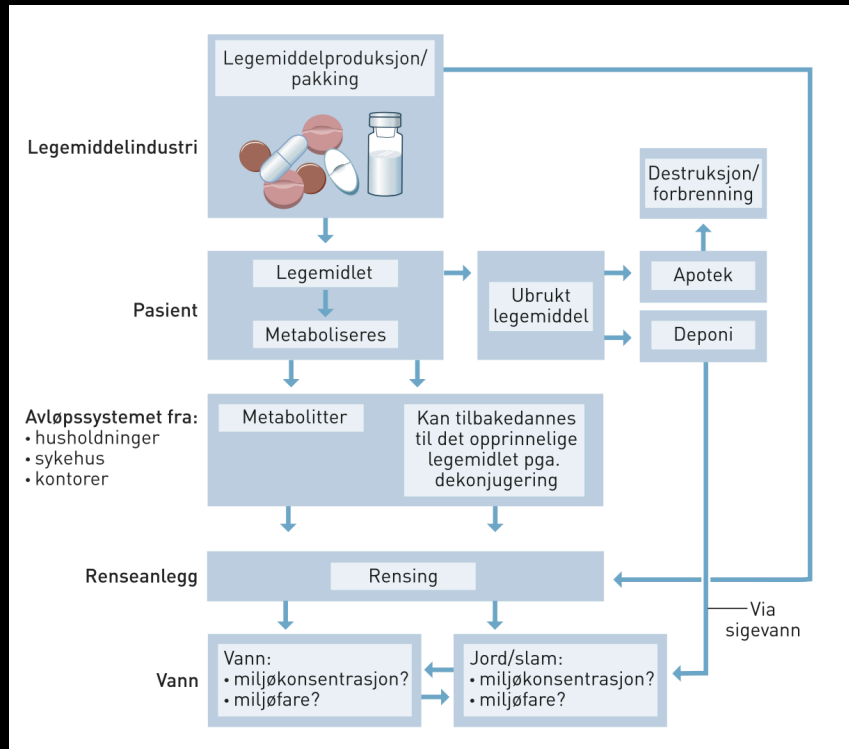 Legemiddelproduksjon/
pakking
Legemiddelindustri
Destruksjon/
forbrenning
Legemidlet
Ubrukt
legemiddel
Apotek
Pasient
Metaboliseres
Deponi
Avløpssystemet fra:
• husholdninger
• sykehus
• kontorer
Metabolitter
Kan tilbakedannes
til det opprinnelige
legemidlet pga.
dekonjugering
Renseanlegg
Rensing
Via
sigevann
Vann
Vann:
• miljøkonsentrasjon?
• miljøfare?
Jord/slam:
• miljøkonsentrasjon?
• miljøfare?